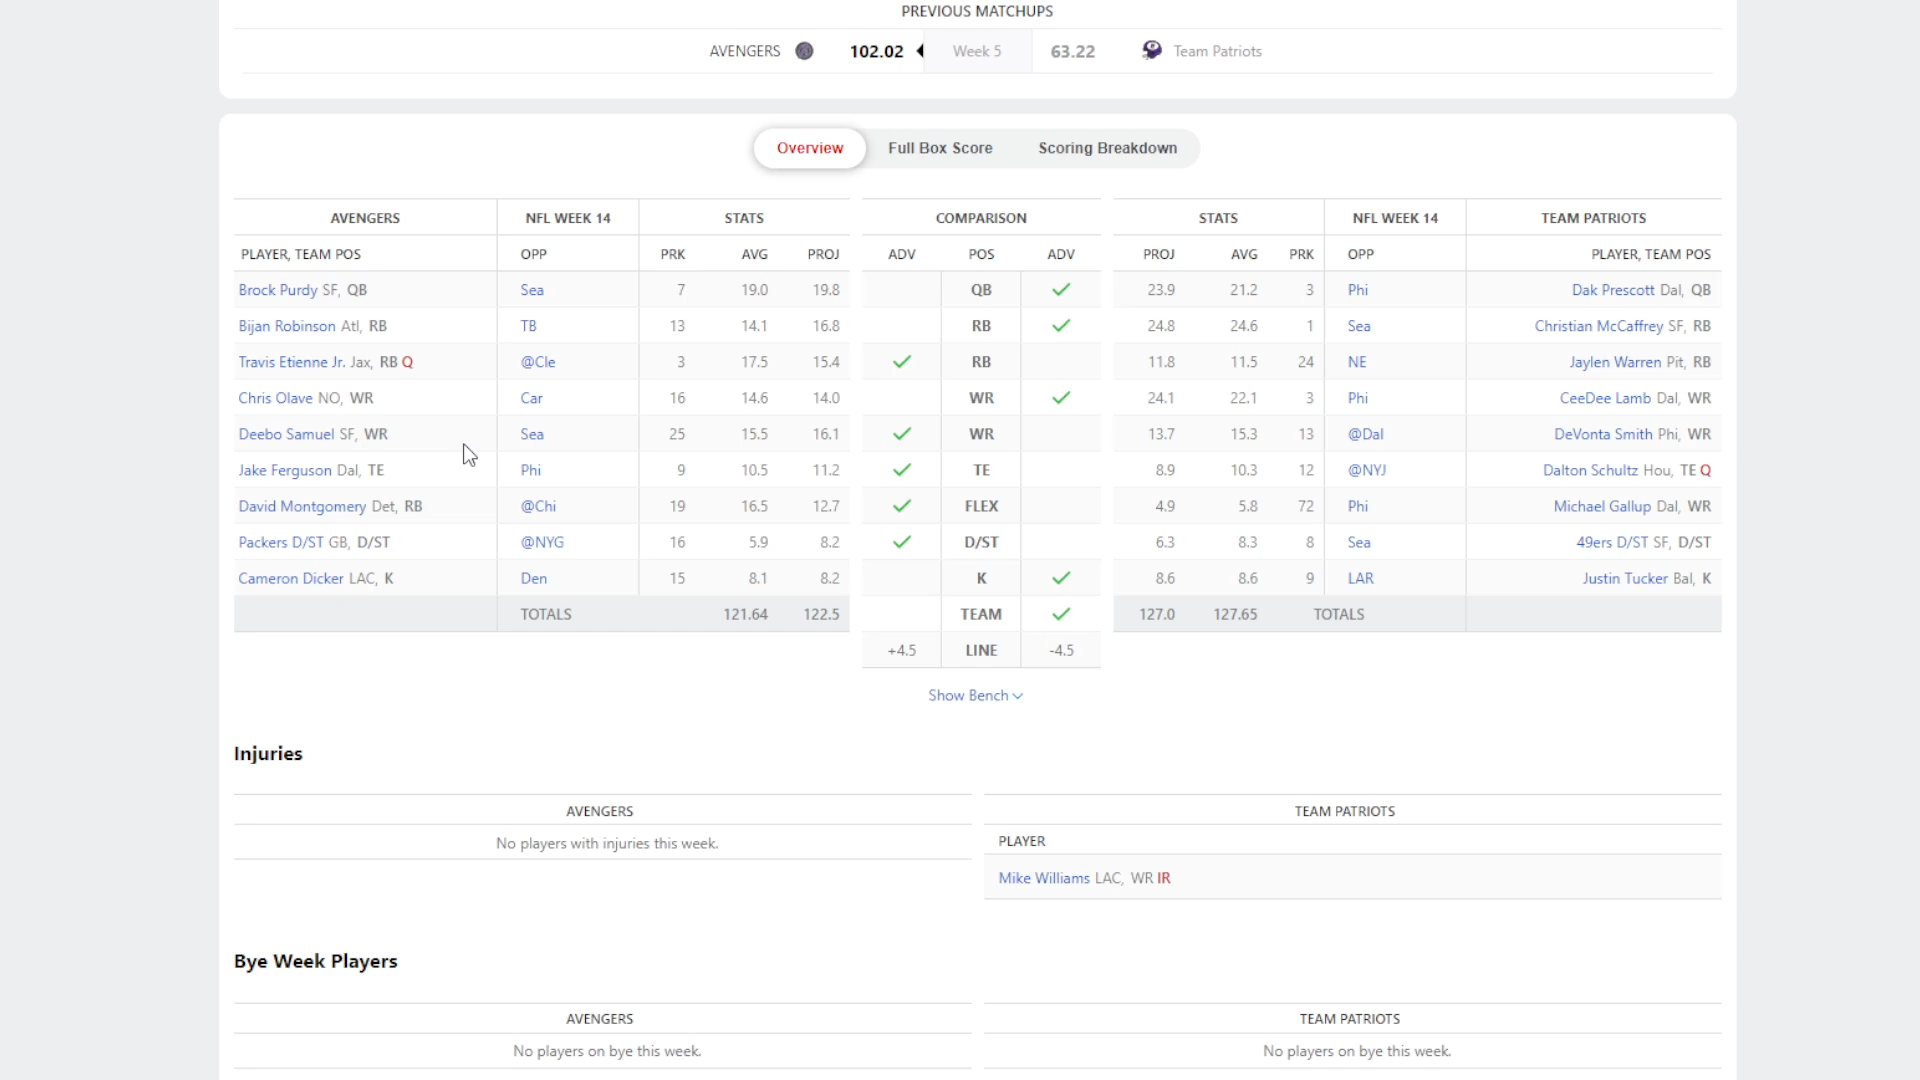 PREVIOUS MATCHUPS
AVENGERS 102.02 Week 5 63.22 Team Patriots
Overview Full Box Score Scoring Breakdown
AVENGERS NFL WEEK 14 STATS COMPARISON STATS NFL WEEK 14 TEAM PATRIOTS
PLAYER, TEAM POS OPP PRK AVG PROJ ADV POS ADV PROJ AVG PRK OPP PLAYER, TEAM POS
Brock Purdy SF, QB Sea 7 19.0 19.8 QB 23.9 21.2 3 Phi Dak Prescott Dal, QB
Bijan Robinson Atl, RB TB 13 14.1 16.8 RB 24.8 24.6 1 Sea Christian McCaffrey SF, RB
Travis Etienne Jr. Jax, RB Q @Cle 3 17.5 15.4 RB 11.8 11.5 24 NE Jaylen Warren Pit, RB
Chris Olave NO, WR Car 16 14.6 14.0 WR 24.1 22.1 3 Phi CeeDee Lamb Dal, WR
Deebo Samuel SF, WR Sea 25 15.5 16.1 WR 13.7 15.3 13 @Dal DeVonta Smith Phi, WR
Jake Ferguson Dal, TE Phi 9 10.5 11.2 TE 8.9 10.3 12 @NYJ Dalton Schultz Hou, TE Q
David Montgomery Det, RB @Chi 19 16.5 12.7 FLEX 4.9 5.8 72 Phi Michael Gallup Dal, WR
Packers D/ST GB, D/ST @NYG 16 5.9 8.2 D/ST 6.3 8.3 8 Sea 49ers D/ST SF, D/ST
Cameron Dicker LAC, K Den 15 8.1 8.2 K 8.6 8.6 9 LAR Justin Tucker Bal, K
TOTALS 121.64 122.5 TEAM 127.0 127.65 TOTALS
+4.5 LINE -4.5
Show Bench
Injuries
AVENGERS TEAM PATRIOTS
No players with injuries this week. PLAYER
Mike Williams LAC, WR IR
Bye Week Players
AVENGERS TEAM PATRIOTS
No players on bye this week. No players on bye this week.